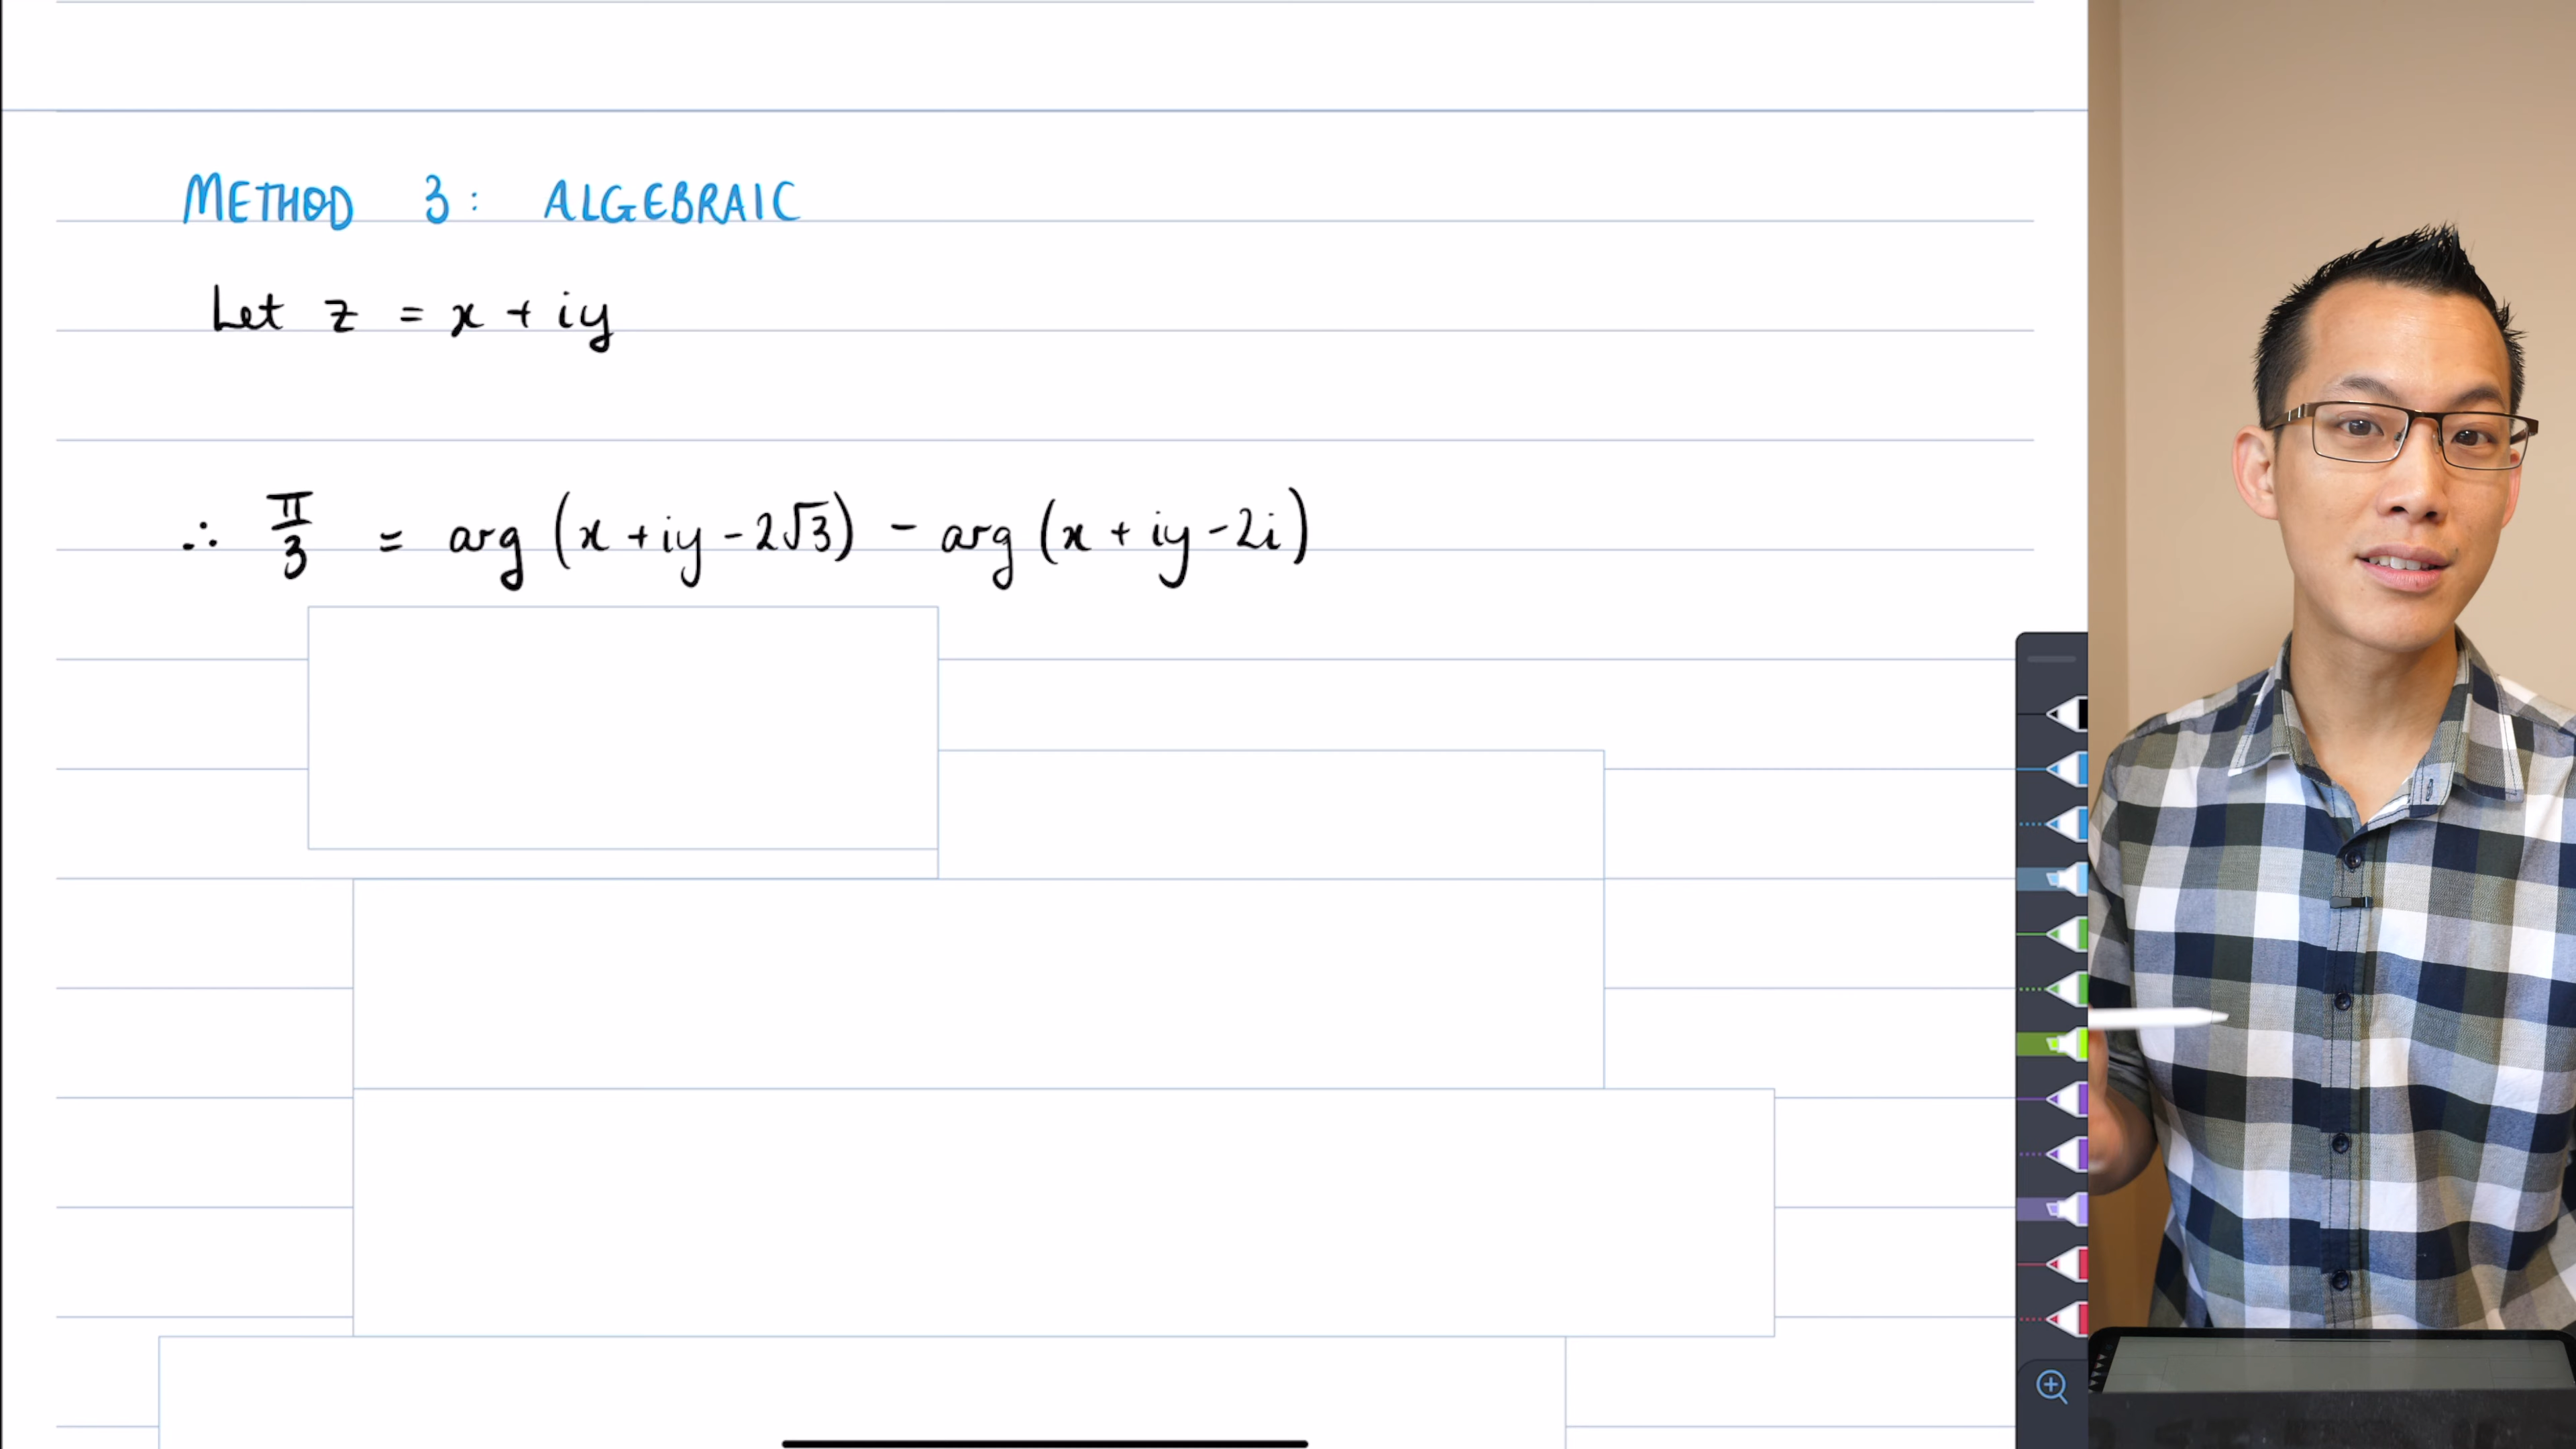 METHOD 3: ALGEBRAIC
Let z = x + iy
∴ π/3 = arg (x + iy - 2√3) - arg (x + iy - 2i)